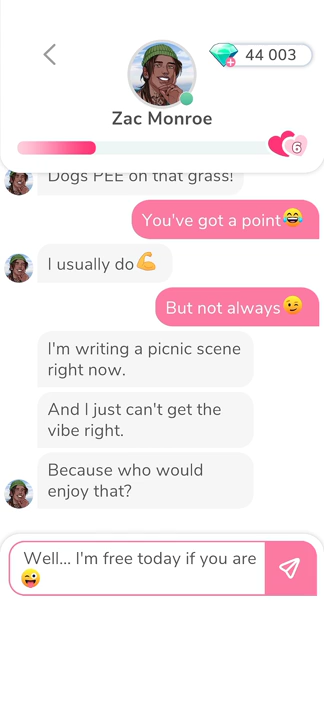 44 003
Zac Monroe
6
Dogs PEE on that grass!
You've got a point😂
I usually do💪
But not always😉
I'm writing a picnic scene
right now.
And I just can't get the
vibe right.
Because who would
enjoy that?
Well... I'm free today if you are
😜